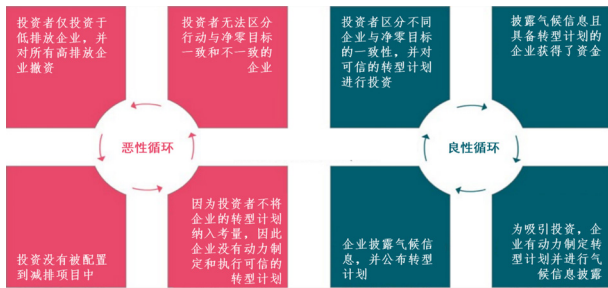 投资者仅投资于
低排放企业，并
对所有高排放企
业撤资
投资者无法区分
行动与净零目标
一致和不一致的
企业
恶性循环
投资没有被配置
到减排项目中
因为投资者不将
企业的转型计划
纳入考量，因此
企业没有动力制
定和执行可信的
转型计划
投资者区分不同
企业与净零目标
的一致性，并对
可信的转型计划
进行投资
披露气候信息且
具备转型计划的
企业获得了资金
良性循环
企业披露气候信
息，并公布转型
计划
为吸引投资，企
业有动力制定转
型计划并进行气
候信息披露